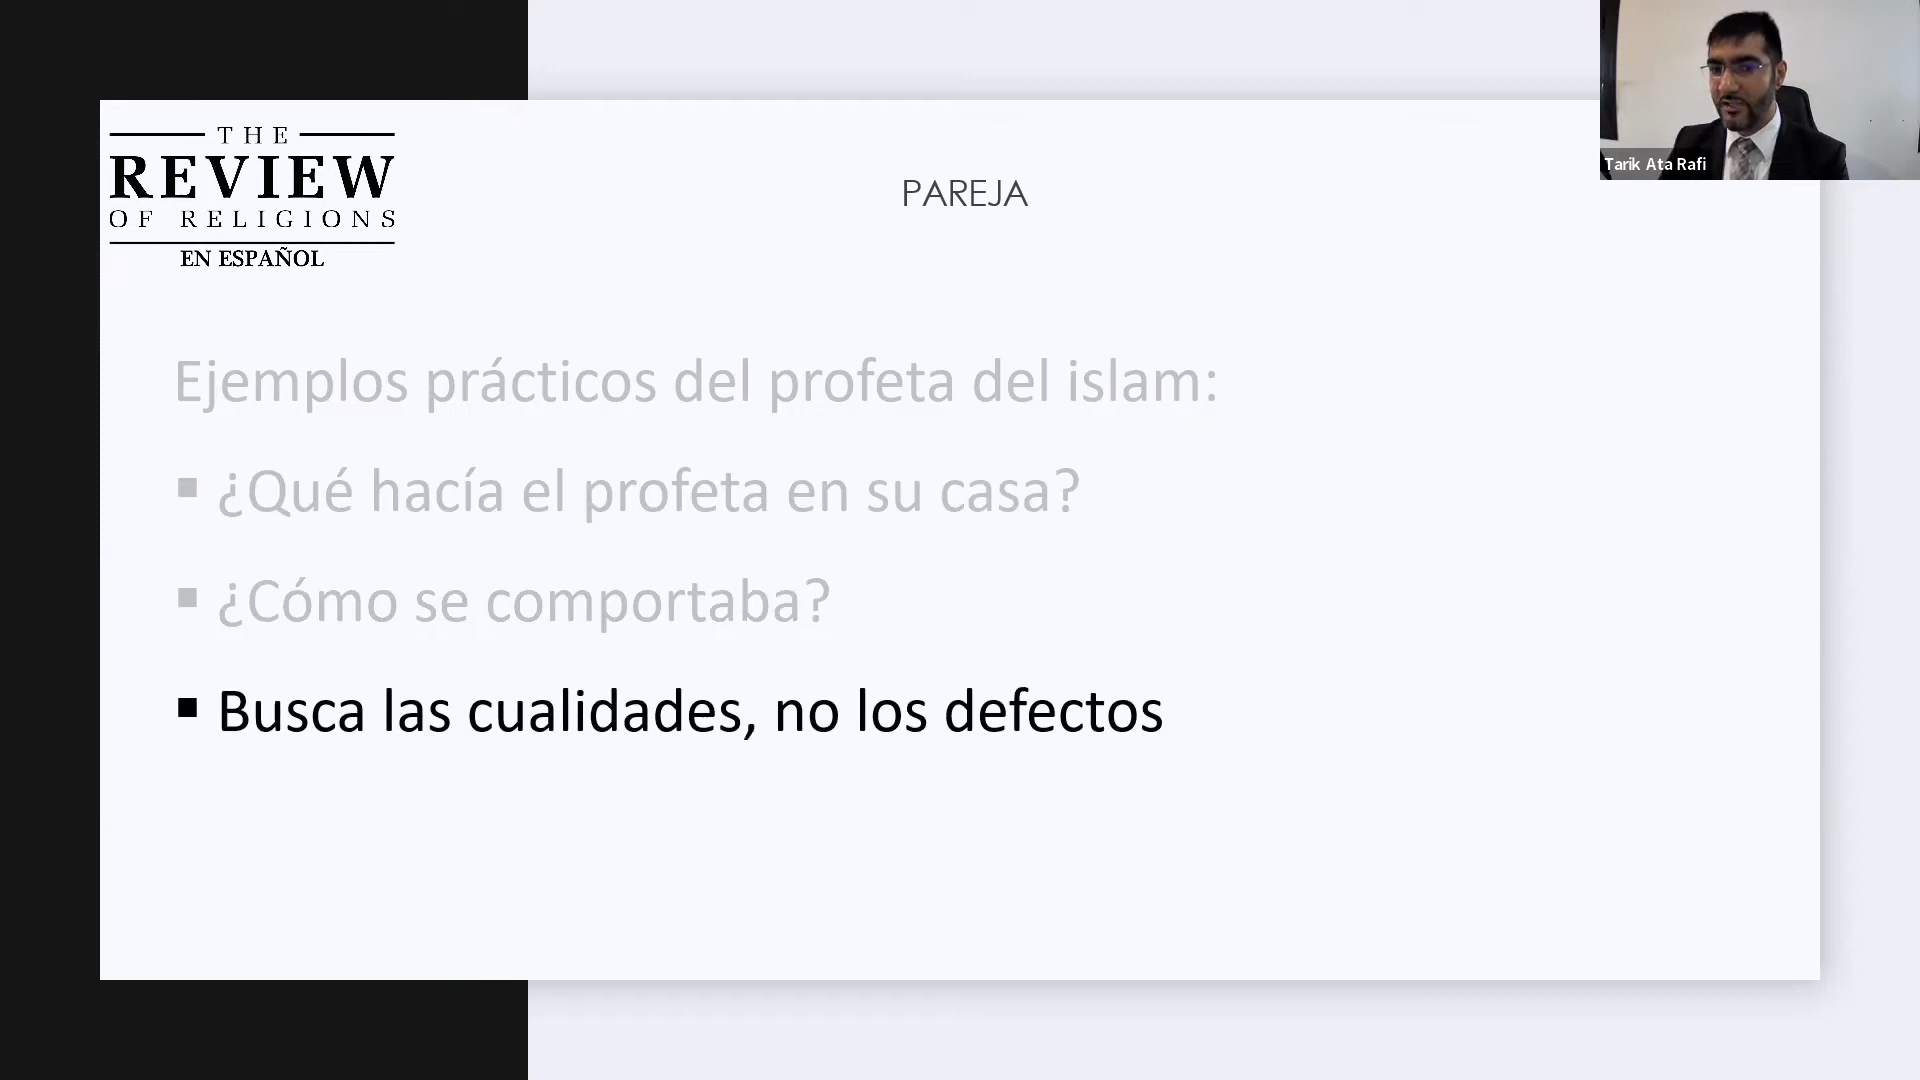 THE
REVIEW
OF RELIGIONS
EN ESPAÑOL
PAREJA
Tarik Ata Rafi
Ejemplos prácticos del profeta del islam:
▪ ¿Qué hacía el profeta en su casa?
▪ ¿Cómo se comportaba?
▪ Busca las cualidades, no los defectos